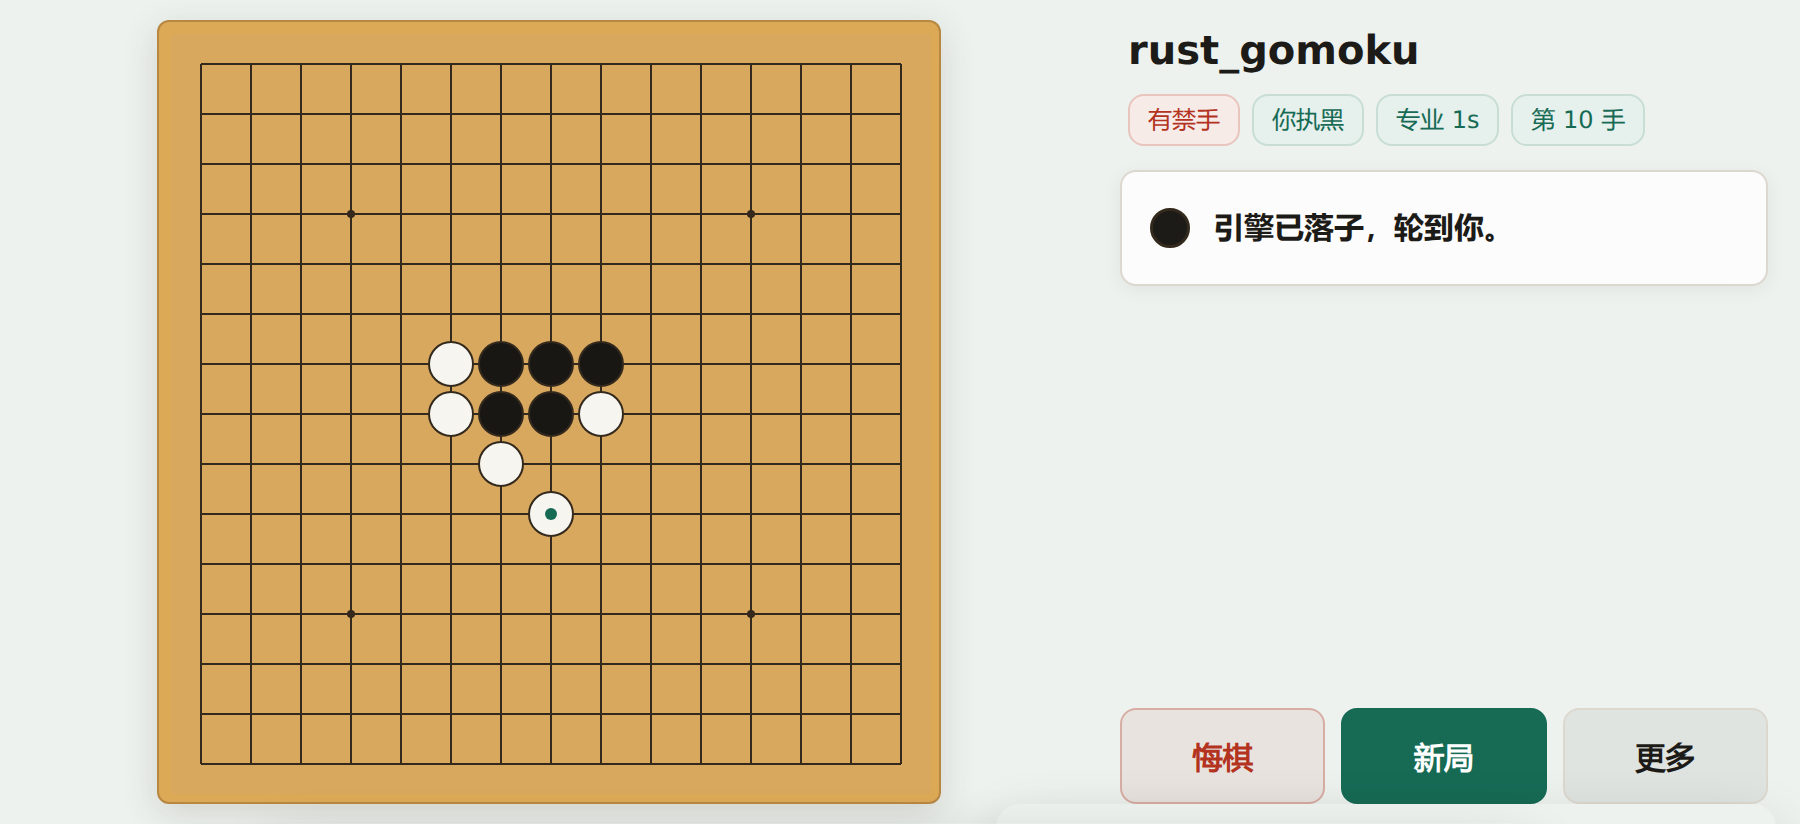 rust_gomoku
有禁手 你执黑 专业 1s 第 10 手
引擎已落子，轮到你。
悔棋 新局 更多